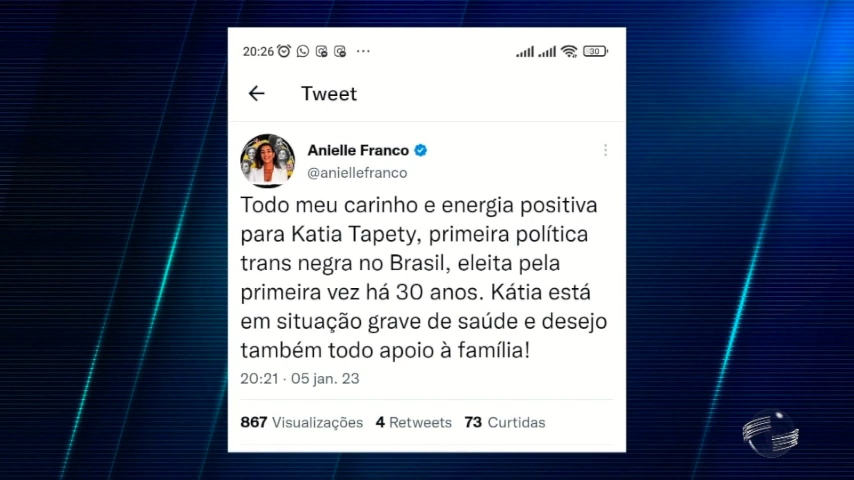 20:26
30
Tweet
Anielle Franco
@aniellefranco
Todo meu carinho e energia positiva
para Katia Tapety, primeira política
trans negra no Brasil, eleita pela
primeira vez há 30 anos. Kátia está
em situação grave de saúde e desejo
também todo apoio à família!
20:21 · 05 jan. 23
867 Visualizações 4 Retweets 73 Curtidas